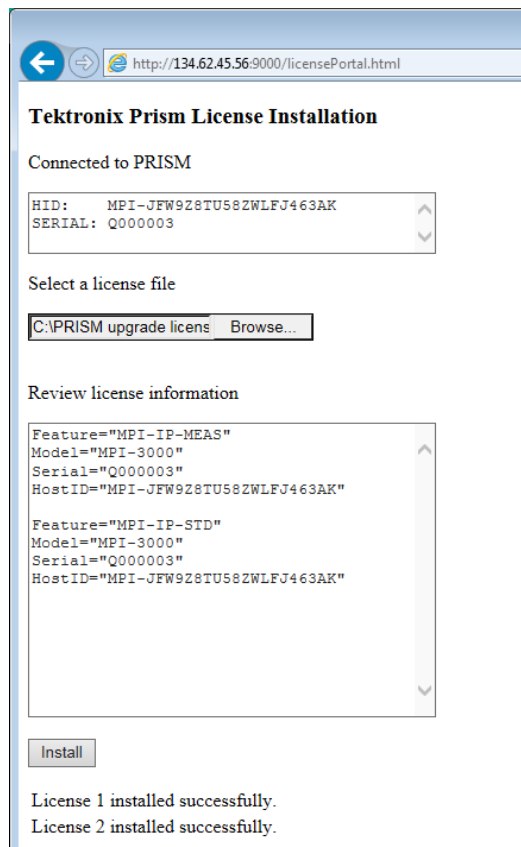 http://134.62.45.56:9000/licensePortal.html
Tektronix Prism License Installation
Connected to PRISM
HID:    MPI-JFW9Z8TU58ZWLFJ463AK
SERIAL: Q000003
Select a license file
C:\PRISM upgrade licens Browse...
Review license information
Feature="MPI-IP-MEAS"
Model="MPI-3000"
Serial="Q000003"
HostID="MPI-JFW9Z8TU58ZWLFJ463AK"
Feature="MPI-IP-STD"
Model="MPI-3000"
Serial="Q000003"
HostID="MPI-JFW9Z8TU58ZWLFJ463AK"
Install
License 1 installed successfully.
License 2 installed successfully.